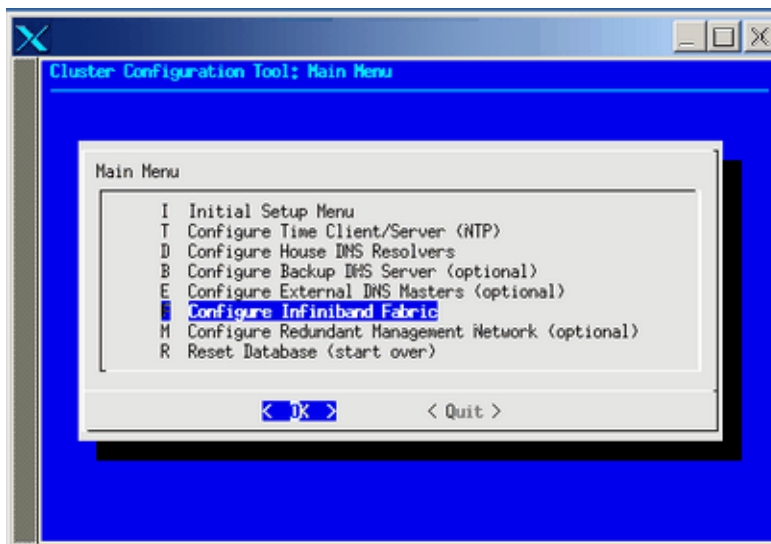 Cluster Configuration Tool: Main Menu
Main Menu
I Initial Setup Menu
T Configure Time Client/Server (NTP)
D Configure House DNS Resolvers
B Configure Backup DNS Server (optional)
E Configure External DNS Masters (optional)
Configure Infiniband Fabric
M Configure Redundant Management Network (optional)
R Reset Database (start over)
< OK > < Quit >